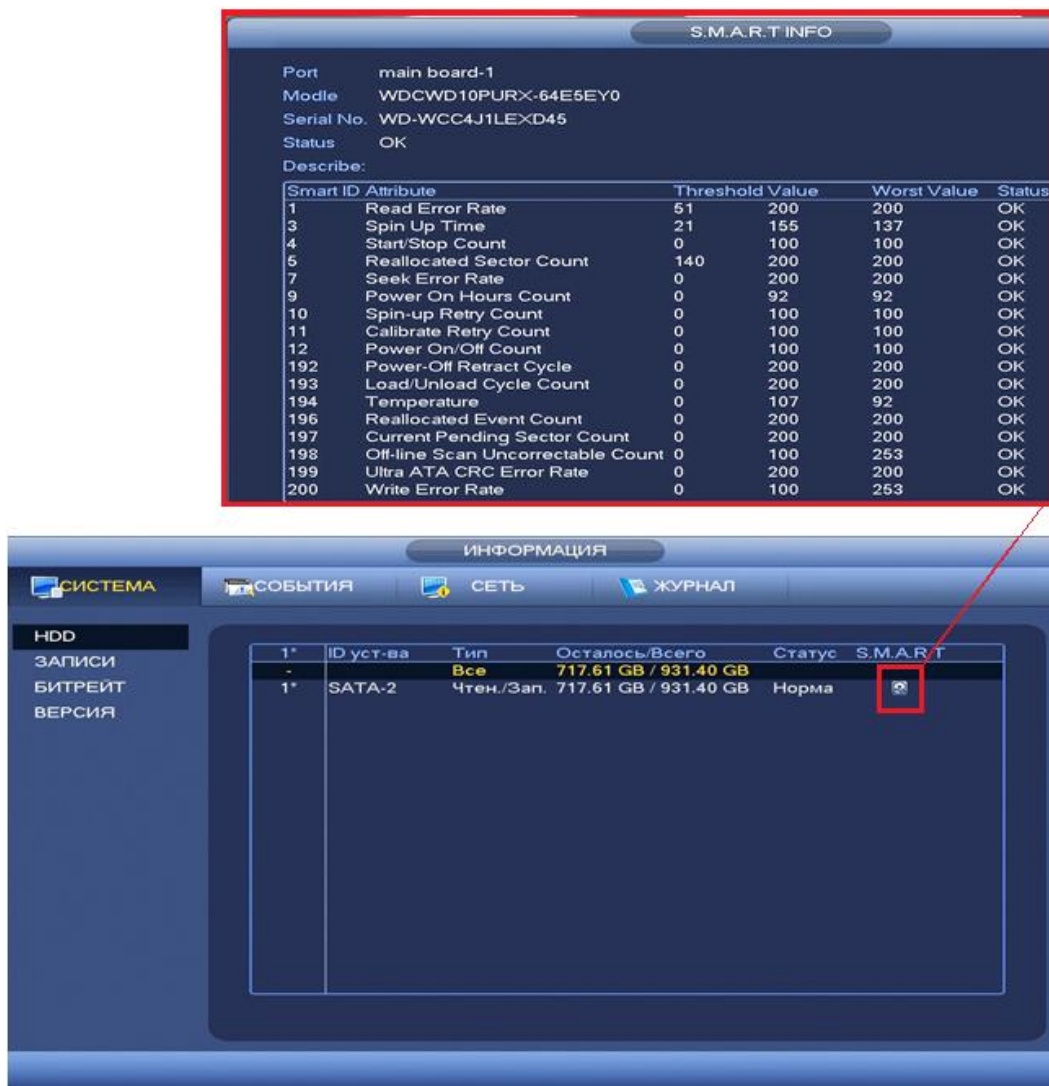 S.M.A.R.T INFO
Port main board-1
Modle WDCWD10PURX-64E5EY0
Serial No. WD-WCC4J1LEXD45
Status OK
Describe:
Smart ID Attribute Threshold Value Worst Value Status
1 Read Error Rate 51 200 200 OK
3 Spin Up Time 21 155 137 OK
4 Start/Stop Count 0 100 100 OK
5 Reallocated Sector Count 140 200 200 OK
7 Seek Error Rate 0 200 200 OK
9 Power On Hours Count 0 92 92 OK
10 Spin-up Retry Count 0 100 100 OK
11 Calibrate Retry Count 0 100 100 OK
12 Power On/Off Count 0 100 100 OK
192 Power-Off Retract Cycle 0 200 200 OK
193 Load/Unload Cycle Count 0 200 200 OK
194 Temperature 0 107 92 OK
196 Reallocated Event Count 0 200 200 OK
197 Current Pending Sector Count 0 200 200 OK
198 Off-line Scan Uncorrectable Count 0 100 253 OK
199 Ultra ATA CRC Error Rate 0 200 200 OK
200 Write Error Rate 0 100 253 OK
ИНФОРМАЦИЯ
СИСТЕМА СОБЫТИЯ СЕТЬ ЖУРНАЛ
HDD
ЗАПИСИ
БИТРЕЙТ
ВЕРСИЯ
1* ID уст-ва Тип Осталось/Всего Статус S.M.A.R.T
- Все 717.61 GB / 931.40 GB
1* SATA-2 Чтен./Зап. 717.61 GB / 931.40 GB Норма